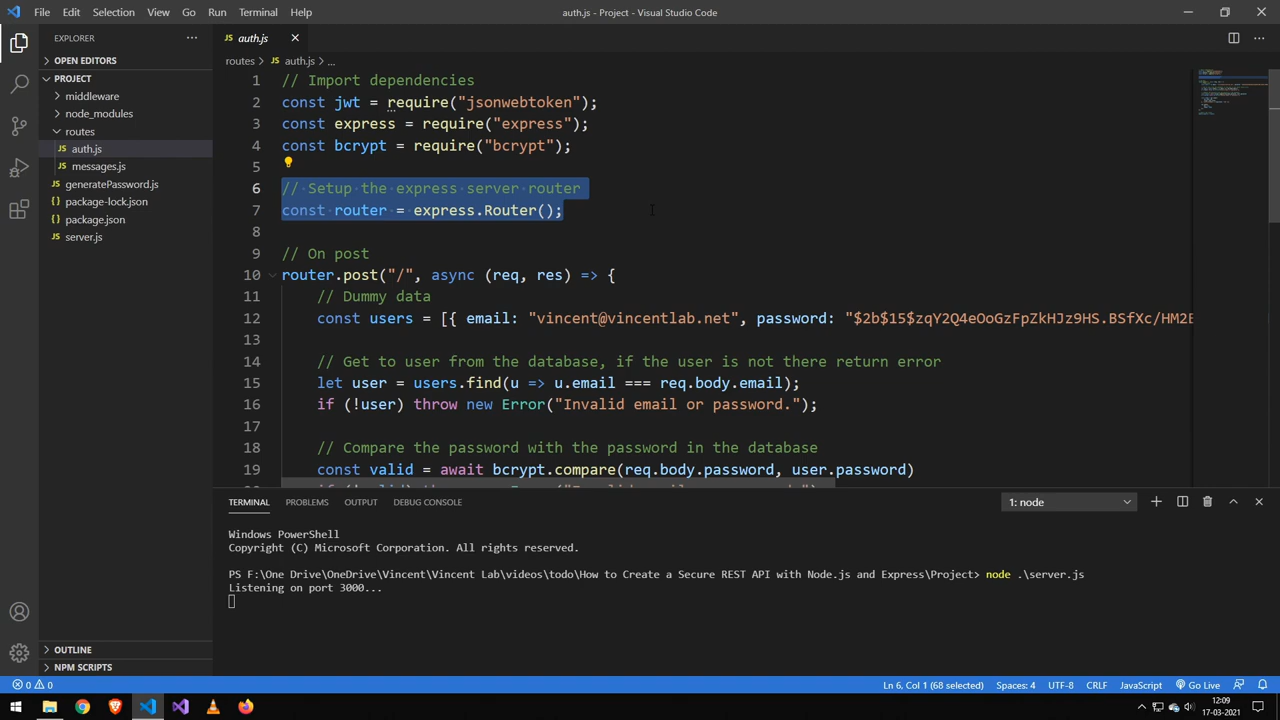 File Edit Selection View Go Run Terminal Help
auth.js - Project - Visual Studio Code
EXPLORER
OPEN EDITORS
PROJECT
middleware
node_modules
routes
JS auth.js
JS messages.js
JS generatePassword.js
package-lock.json
package.json
JS server.js
OUTLINE
NPM SCRIPTS
JS auth.js
routes > JS auth.js > ...
1 // Import dependencies
2 const jwt = require("jsonwebtoken");
3 const express = require("express");
4 const bcrypt = require("bcrypt");
5
6 // Setup the express server router
7 const router = express.Router();
8
9 // On post
10 router.post("/", async (req, res) => {
11 // Dummy data
12 const users = [{ email: "vincent@vincentlab.net", password: "$2b$15$zqY2Q4eOoGzFpZkHJz9HS.BSfXc/HM2E
13
14 // Get to user from the database, if the user is not there return error
15 let user = users.find(u => u.email === req.body.email);
16 if (!user) throw new Error("Invalid email or password.");
17
18 // Compare the password with the password in the database
19 const valid = await bcrypt.compare(req.body.password, user.password)
TERMINAL PROBLEMS OUTPUT DEBUG CONSOLE
1: node
Windows PowerShell
Copyright (C) Microsoft Corporation. All rights reserved.
PS F:\One Drive\OneDrive\Vincent\Vincent Lab\videos\todo\How to Create a Secure REST API with Node.js and Express\Project> node .\server.js
Listening on port 3000...
0 0
Ln 6, Col 1 (68 selected) Spaces: 4 UTF-8 CRLF JavaScript Go Live
12:09
17-03-2021